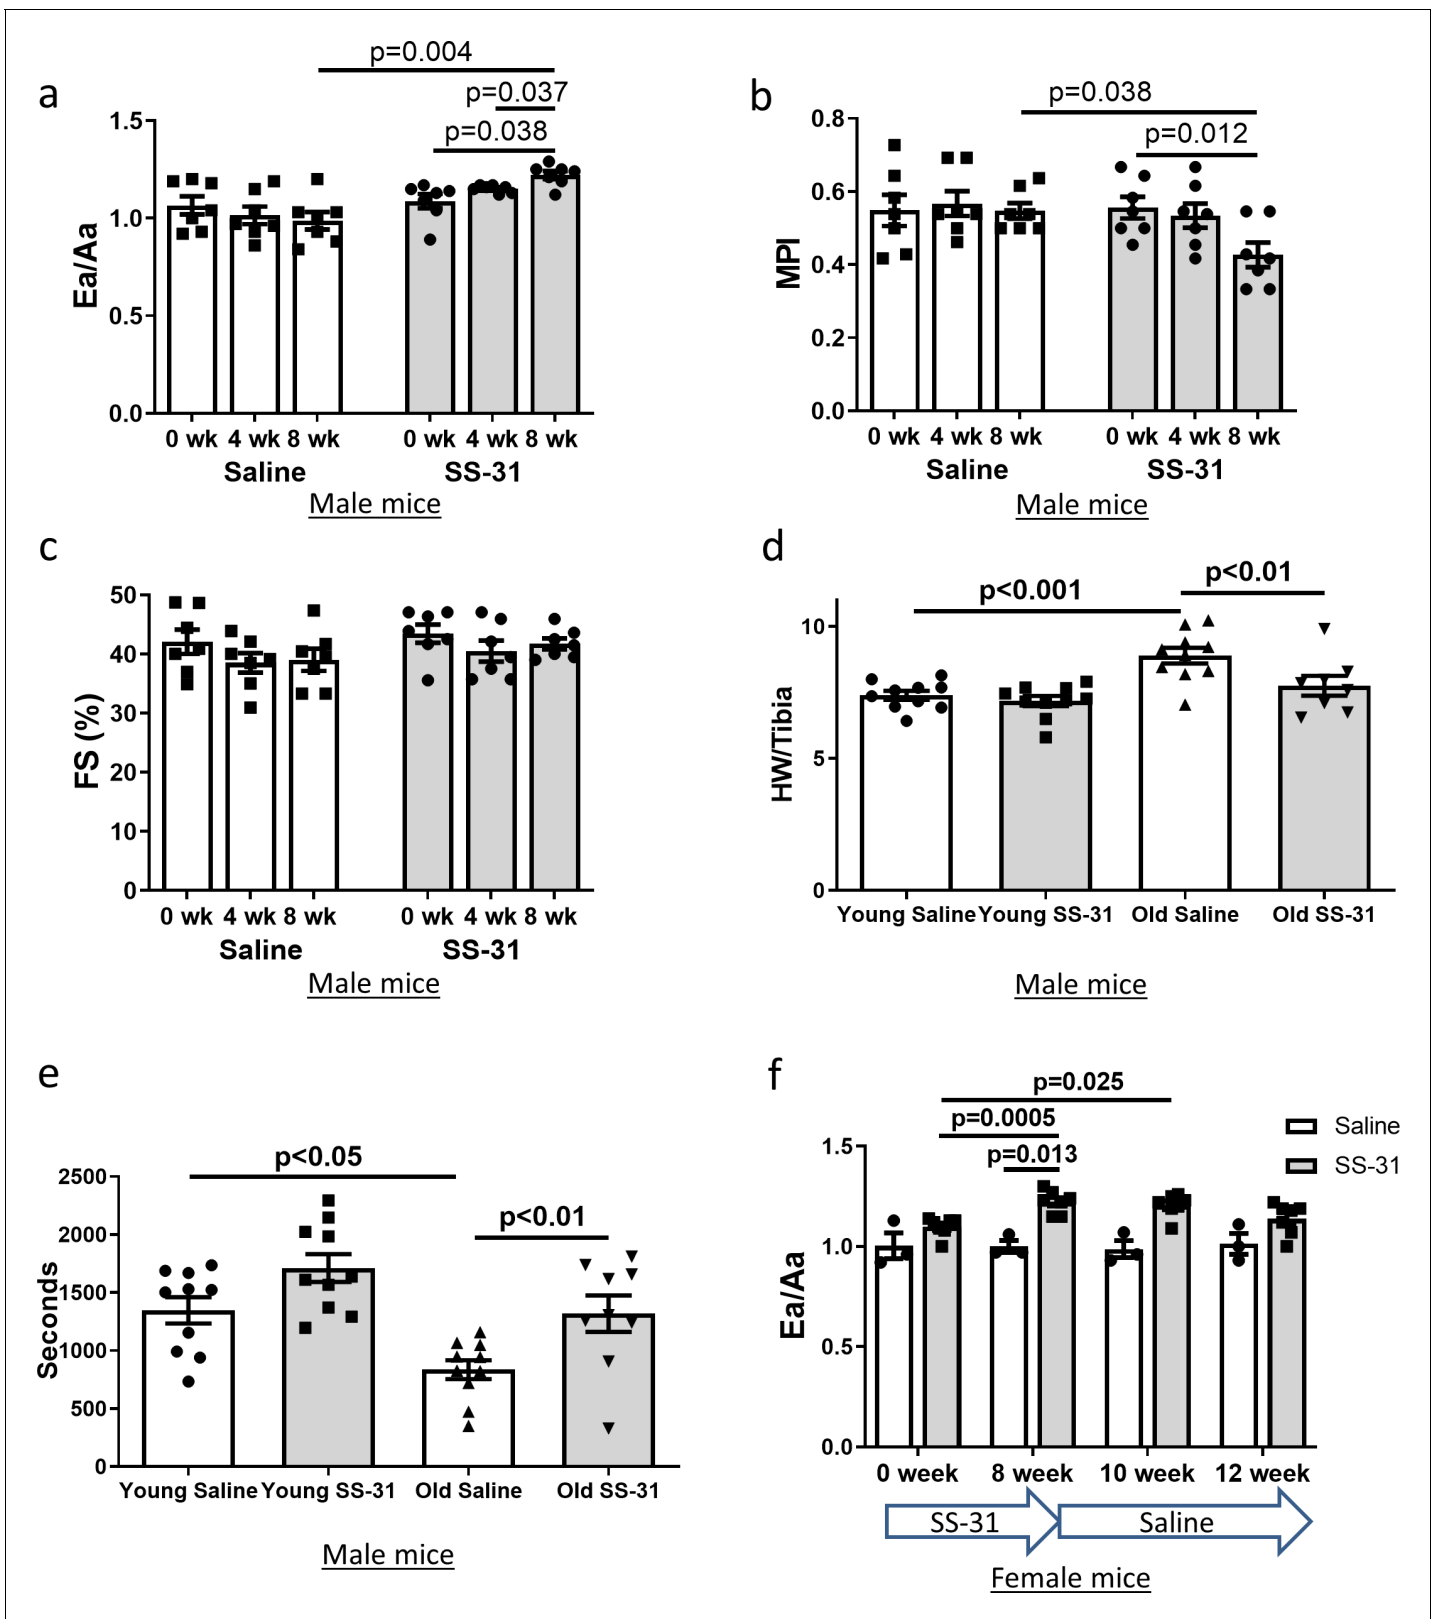 a
p=0.004
p=0.037
p=0.038
Ea/Aa
1.5
1.0
0.5
0.0
0 wk 4 wk 8 wk 0 wk 4 wk 8 wk
Saline SS-31
Male mice
b
p=0.038
p=0.012
MPI
0.8
0.6
0.4
0.2
0.0
0 wk 4 wk 8 wk 0 wk 4 wk 8 wk
Saline SS-31
Male mice
c
FS (%)
50
40
30
20
10
0
0 wk 4 wk 8 wk 0 wk 4 wk 8 wk
Saline SS-31
Male mice
d
p<0.01
p<0.001
HW/Tibia
10
5
0
Young Saline Young SS-31 Old Saline Old SS-31
Male mice
e
p<0.05
p<0.01
Seconds
2500
2000
1500
1000
500
0
Young Saline Young SS-31 Old Saline Old SS-31
Male mice
f
p=0.025
p=0.0005
p=0.013
Saline
SS-31
Ea/Aa
1.5
1.0
0.5
0.0
0 week 8 week 10 week 12 week
SS-31 Saline
Female mice